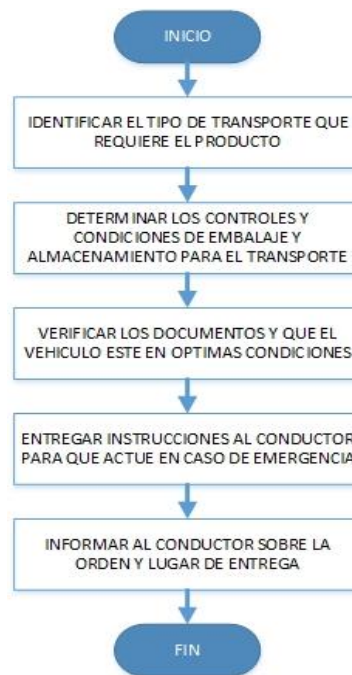 INICIO
IDENTIFICAR EL TIPO DE TRANSPORTE QUE
REQUIERE EL PRODUCTO
DETERMINAR LOS CONTROLES Y
CONDICIONES DE EMBALAJE Y
ALMACENAMIENTO PARA EL TRANSPORTE
VERIFICAR LOS DOCUMENTOS Y QUE EL
VEHICULO ESTE EN OPTIMAS CONDICIONES
ENTREGAR INSTRUCCIONES AL CONDUCTOR
PARA QUE ACTUE EN CASO DE EMERGENCIA
INFORMAR AL CONDUCTOR SOBRE LA
ORDEN Y LUGAR DE ENTREGA
FIN